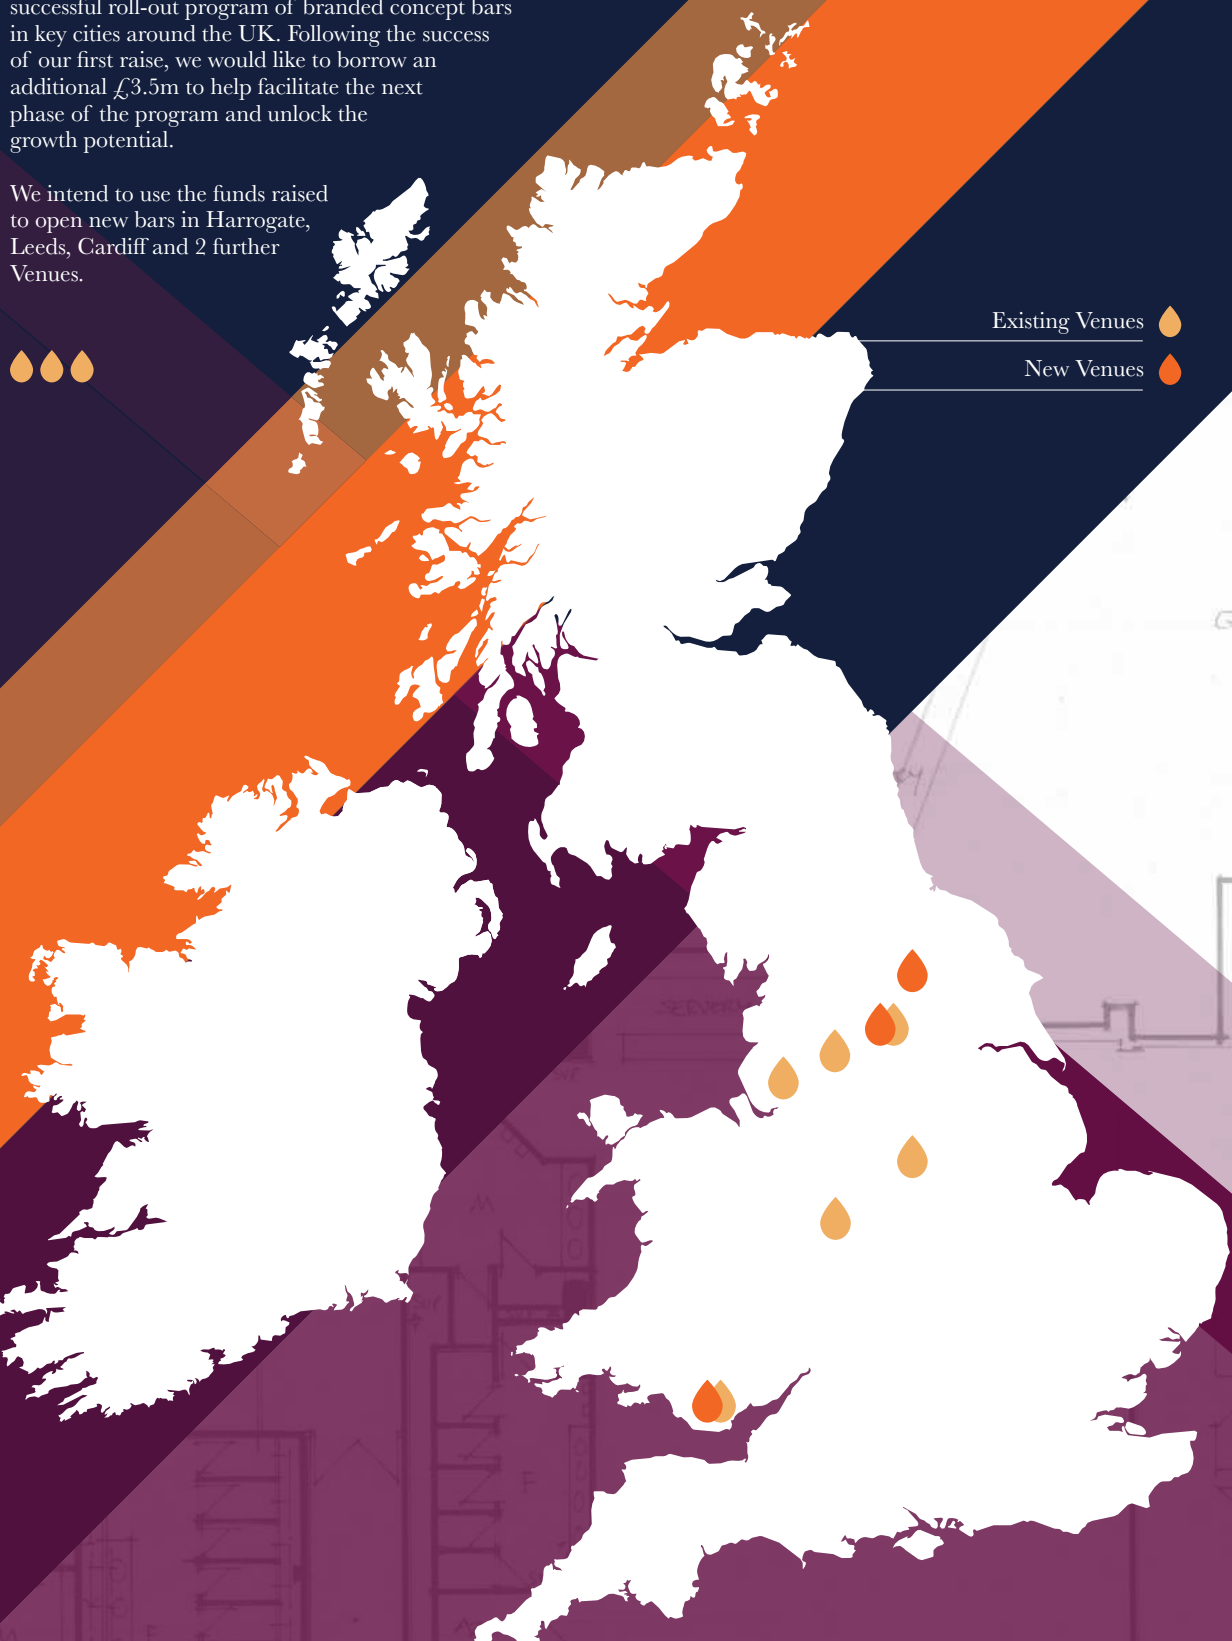 successful roll-out program of branded concept bars
in key cities around the UK. Following the success
of our first raise, we would like to borrow an
additional £3.5m to help facilitate the next
phase of the program and unlock the
growth potential.
We intend to use the funds raised
to open new bars in Harrogate,
Leeds, Cardiff and 2 further
Venues.
Existing Venues
New Venues